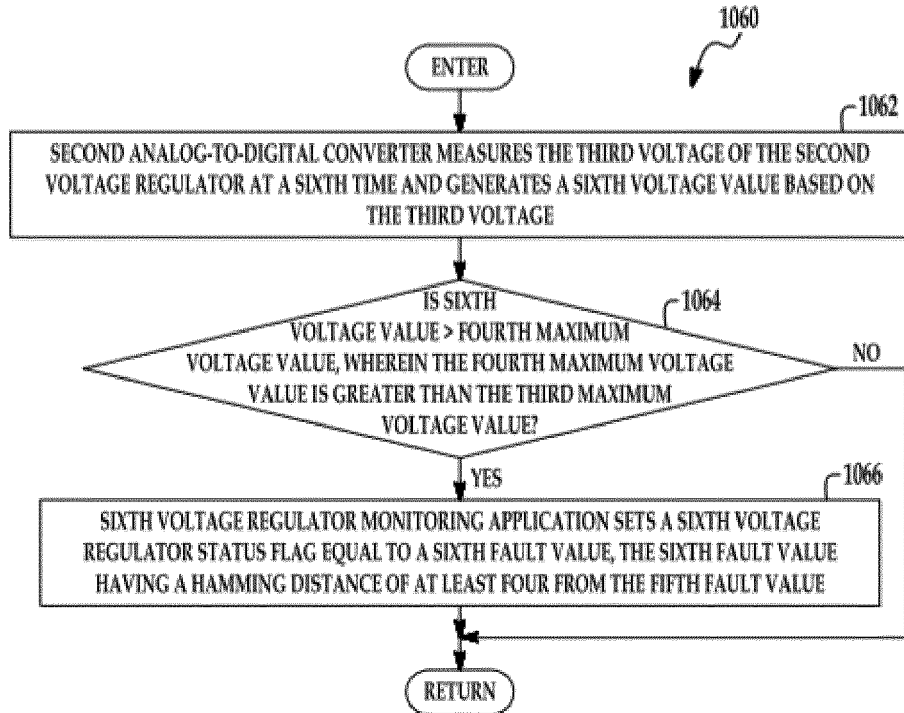 1060
ENTER
1062
SECOND ANALOG-TO-DIGITAL CONVERTER MEASURES THE THIRD VOLTAGE OF THE SECOND
VOLTAGE REGULATOR AT A SIXTH TIME AND GENERATES A SIXTH VOLTAGE VALUE BASED ON
THE THIRD VOLTAGE
1064
IS SIXTH
VOLTAGE VALUE > FOURTH MAXIMUM
VOLTAGE VALUE, WHEREIN THE FOURTH MAXIMUM VOLTAGE
VALUE IS GREATER THAN THE THIRD MAXIMUM
VOLTAGE VALUE?
NO
YES
1066
SIXTH VOLTAGE REGULATOR MONITORING APPLICATION SETS A SIXTH VOLTAGE
REGULATOR STATUS FLAG EQUAL TO A SIXTH FAULT VALUE, THE SIXTH FAULT VALUE
HAVING A HAMMING DISTANCE OF AT LEAST FOUR FROM THE FIFTH FAULT VALUE
RETURN